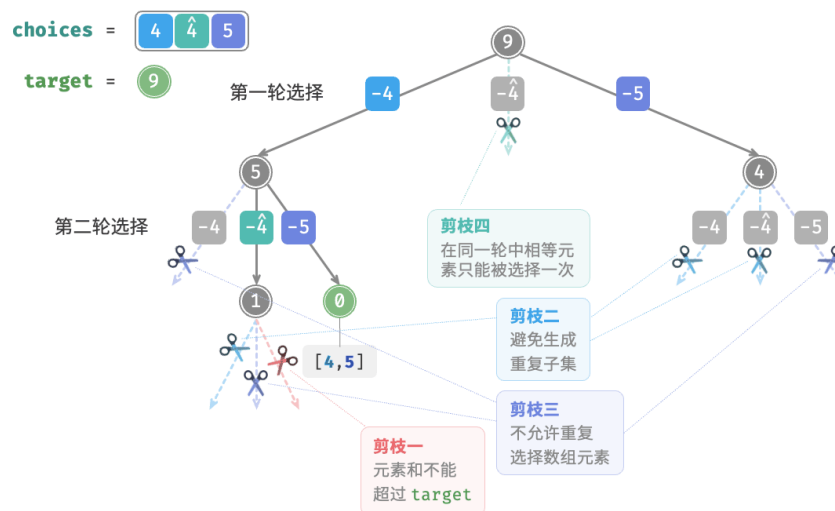 choices = 4 4̂ 5
target = 9
9
第一轮选择
-4 -4̂ -5
5 4
第二轮选择
-4 -4̂ -5
-4 -4̂ -5
剪枝四
在同一轮中相等元
素只能被选择一次
1 0
[4,5]
剪枝二
避免生成
重复子集
剪枝三
不允许重复
选择数组元素
剪枝一
元素和不能
超过 target